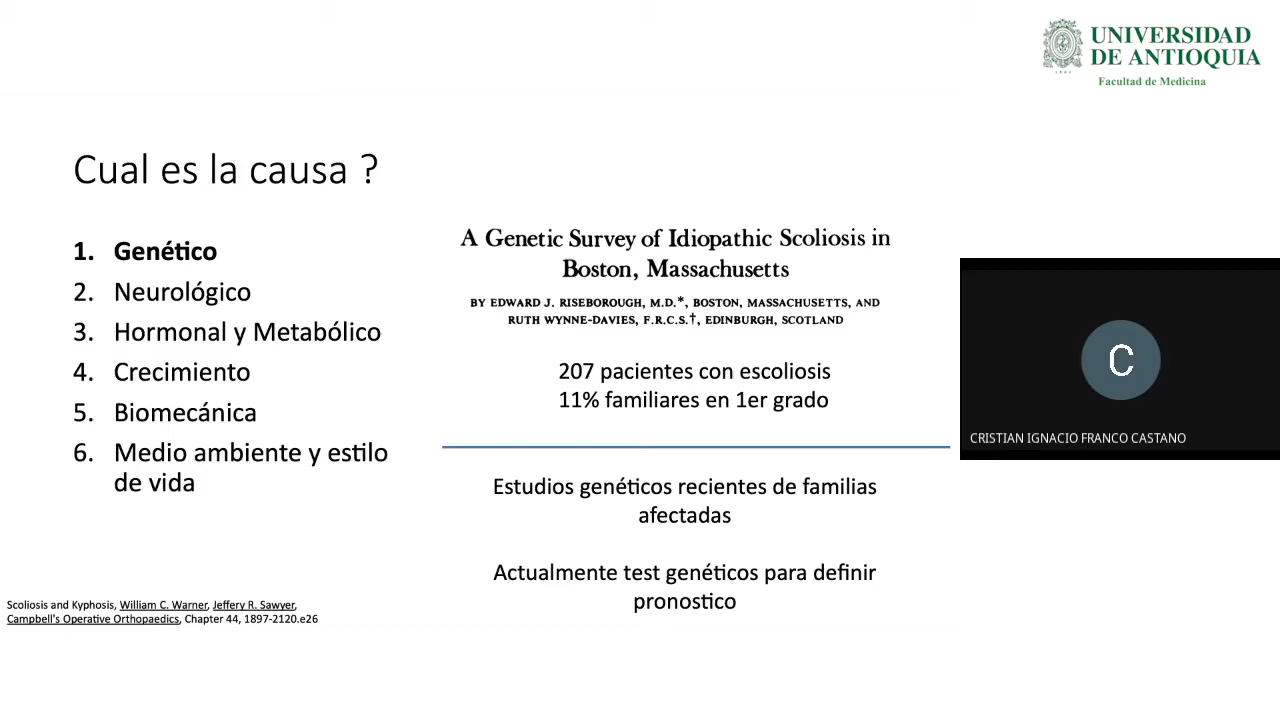 UNIVERSIDAD
DE ANTIOQUIA
1803
Facultad de Medicina
Cual es la causa ?
1. Genético
2. Neurológico
3. Hormonal y Metabólico
4. Crecimiento
5. Biomecánica
6. Medio ambiente y estilo
de vida
A Genetic Survey of Idiopathic Scoliosis in
Boston, Massachusetts
BY EDWARD J. RISEBOROUGH, M.D.*, BOSTON, MASSACHUSETTS, AND
RUTH WYNNE-DAVIES, F.R.C.S.†, EDINBURGH, SCOTLAND
207 pacientes con escoliosis
11% familiares en 1er grado
Estudios genéticos recientes de familias
afectadas
Actualmente test genéticos para definir
pronostico
C
CRISTIAN IGNACIO FRANCO CASTANO
Scoliosis and Kyphosis, William C. Warner, Jeffery R. Sawyer,
Campbell's Operative Orthopaedics, Chapter 44, 1897-2120.e26